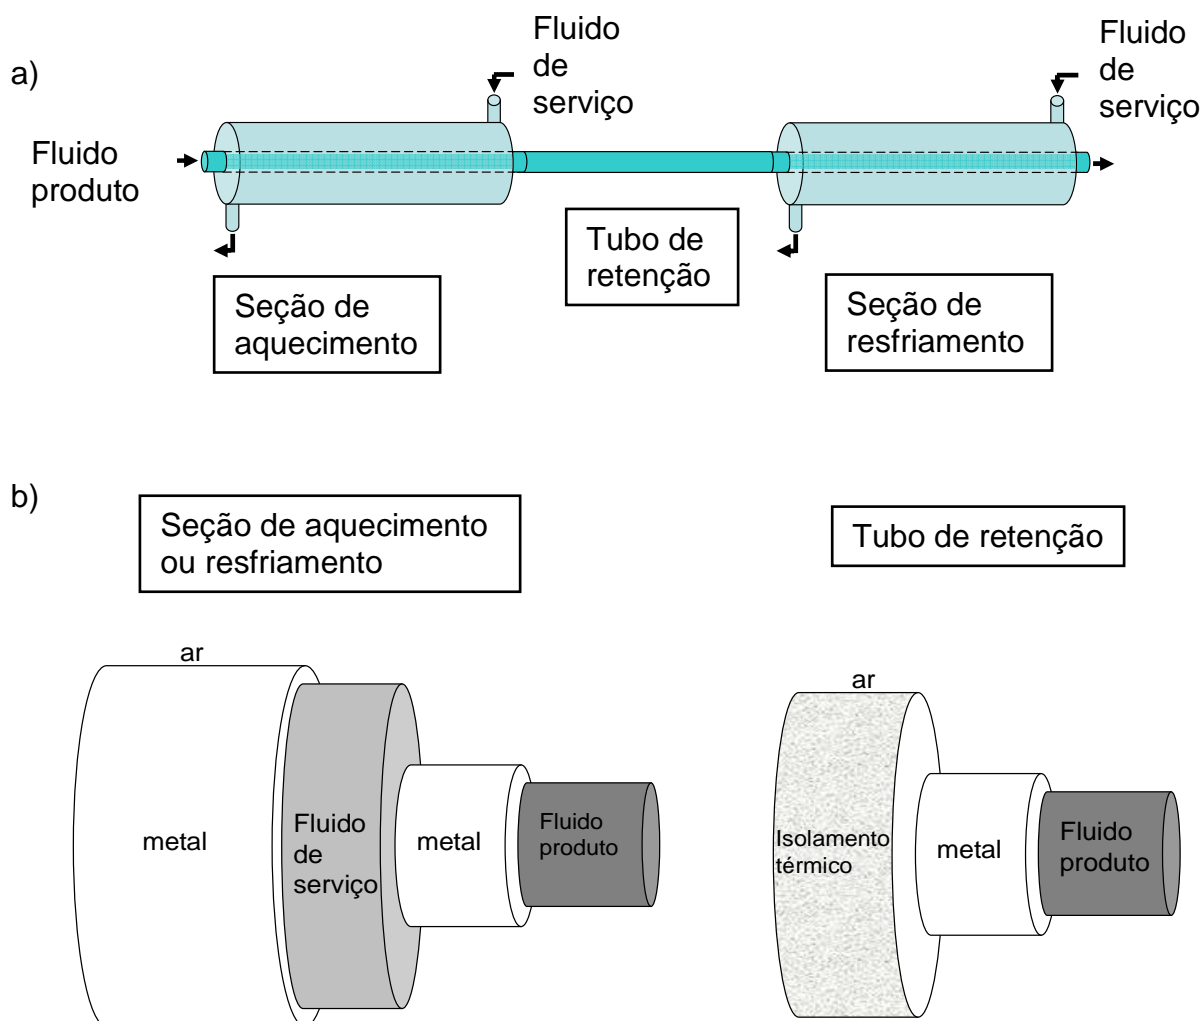 a)
Fluido
de
serviço
Fluido
de
serviço
Fluido
produto
Seção de
aquecimento
Tubo de
retenção
Seção de
resfriamento
b)
Seção de aquecimento
ou resfriamento
Tubo de retenção
ar
metal
Fluido
de
serviço
metal
Fluido
produto
ar
Isolamento
térmico
metal
Fluido
produto